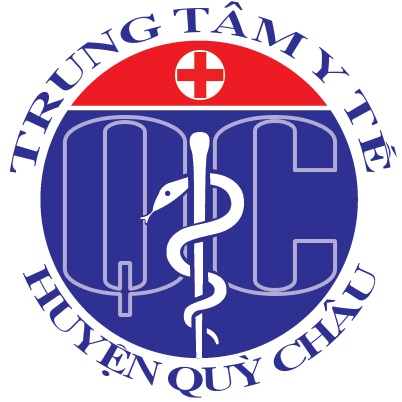 TRUNG TÂM Y TẾ
QC
HUYỆN QUỲ CHÂU